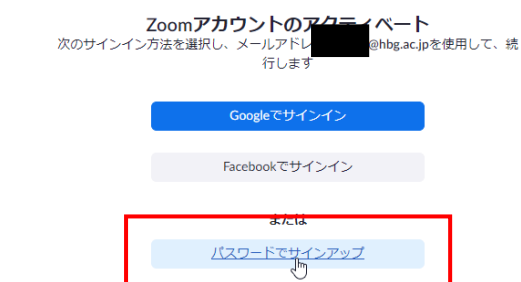 Zoomアカウントのアクティベート
次のサインイン方法を選択し、メールアドレ @hbg.ac.jpを使用して、続
行します
Googleでサインイン
Facebookでサインイン
または
パスワードでサインアップ